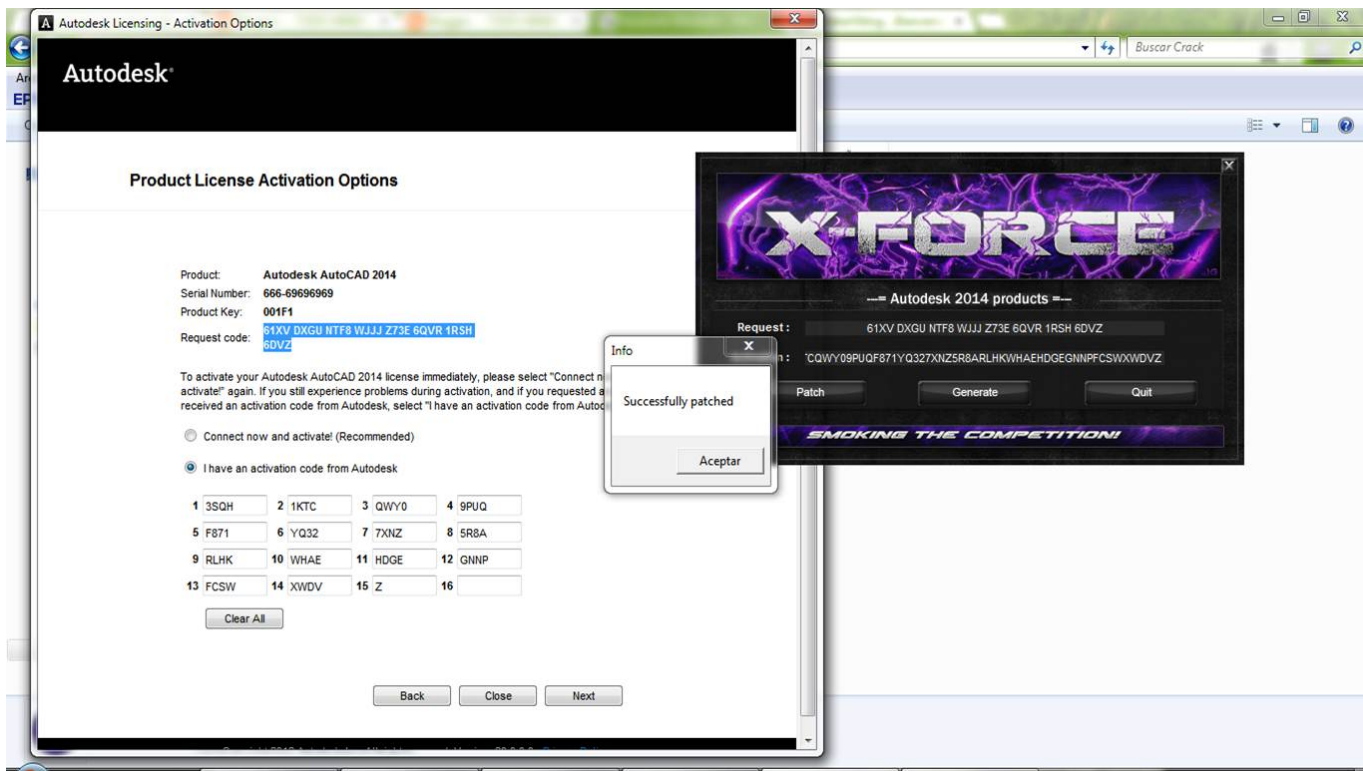 Autodesk Licensing - Activation Options
Buscar Crack
Autodesk
Product License Activation Options
Product: Autodesk AutoCAD 2014
Serial Number: 666-69696969
Product Key: 001F1
Request code: 61XV DXGU NTF8 WJJJ Z73E 6QVR 1RSH
6DVZ
To activate your Autodesk AutoCAD 2014 license immediately, please select "Connect
activate!" again. If you still experience problems during activation, and if you requested
received an activation code from Autodesk, select "I have an activation code from
Connect now and activate! (Recommended)
I have an activation code from Autodesk
1 3SQH 2 1KTC 3 QWY0 4 9PUQ
5 F871 6 YQ32 7 7XNZ 8 5R8A
9 RLHK 10 WHAE 11 HDGE 12 GNNP
13 FCSW 14 XWDV 15 Z 16
Clear All
Back Close Next
X-FORCE
---= Autodesk 2014 products =---
Request : 61XV DXGU NTF8 WJJJ Z73E 6QVR 1RSH 6DVZ
CQWY09PUQF871YQ327XNZ5R8ARLHKWHAEHDGEGNNPFCSWXWDVZ
Patch Generate Quit
SMOKING THE COMPETITION!
Info
Successfully patched
Aceptar